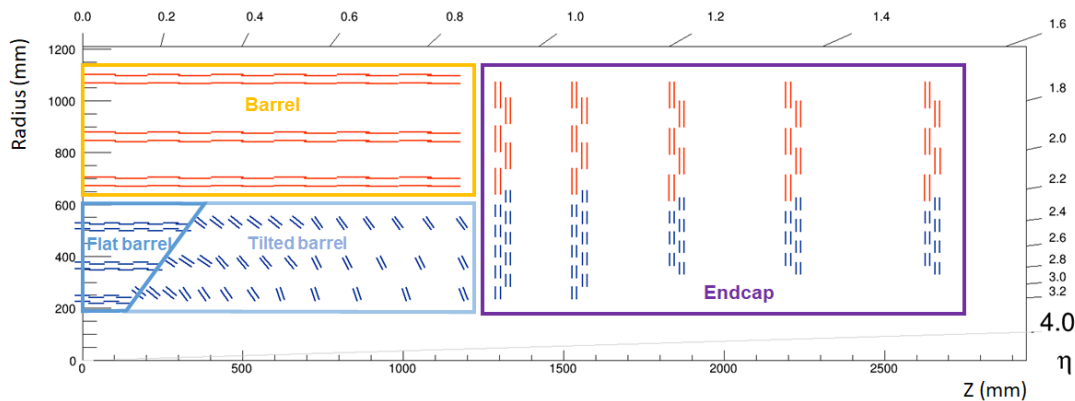 0.0 0.2 0.4 0.6 0.8 1.0 1.2 1.4 1.6
Radius (mm)
1200
1000
800
600
400
200
0
Barrel
Flat barrel
Tilted barrel
Endcap
1.8
2.0
2.2
2.4
2.6
2.8
3.0
3.2
4.0
η
0.0 500 1000 1500 2000 2500
Z (mm)